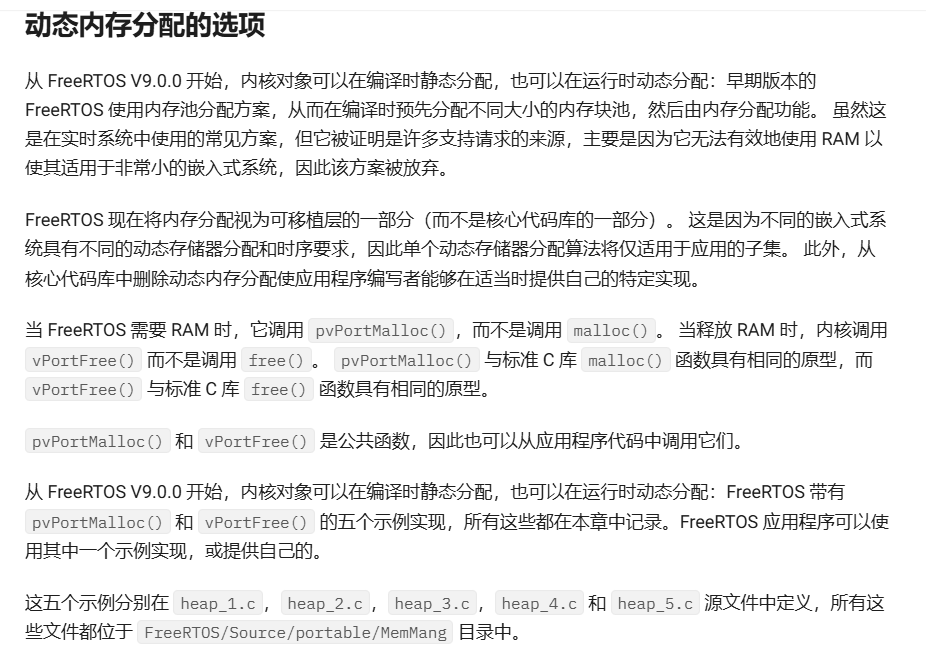 动态内存分配的选项
从 FreeRTOS V9.0.0 开始，内核对象可以在编译时静态分配，也可以在运行时动态分配：早期版本的
FreeRTOS 使用内存池分配方案，从而在编译时预先分配不同大小的内存块池，然后由内存分配功能。 虽然这
是在实时系统中使用的常见方案，但它被证明是许多支持请求的来源，主要是因为它无法有效地使用 RAM 以
使其适用于非常小的嵌入式系统，因此该方案被放弃。
FreeRTOS 现在将内存分配视为可移植层的一部分（而不是核心代码库的一部分）。 这是因为不同的嵌入式系
统具有不同的动态存储器分配和时序要求，因此单个动态存储器分配算法将仅适用于应用的子集。 此外，从
核心代码库中删除动态内存分配使应用程序编写者能够在适当时提供自己的特定实现。
当 FreeRTOS 需要 RAM 时，它调用 pvPortMalloc()，而不是调用 malloc()。 当释放 RAM 时，内核调用
vPortFree() 而不是调用 free()。 pvPortMalloc() 与标准 C 库 malloc() 函数具有相同的原型，而
vPortFree() 与标准 C 库 free() 函数具有相同的原型。
pvPortMalloc() 和 vPortFree() 是公共函数，因此也可以从应用程序代码中调用它们。
从 FreeRTOS V9.0.0 开始，内核对象可以在编译时静态分配，也可以在运行时动态分配：FreeRTOS 带有
pvPortMalloc() 和 vPortFree() 的五个示例实现，所有这些都在本章中记录。FreeRTOS 应用程序可以使
用其中一个示例实现，或提供自己的。
这五个示例分别在 heap_1.c，heap_2.c，heap_3.c，heap_4.c 和 heap_5.c 源文件中定义，所有这
些文件都位于 FreeRTOS/Source/portable/MemMang 目录中。